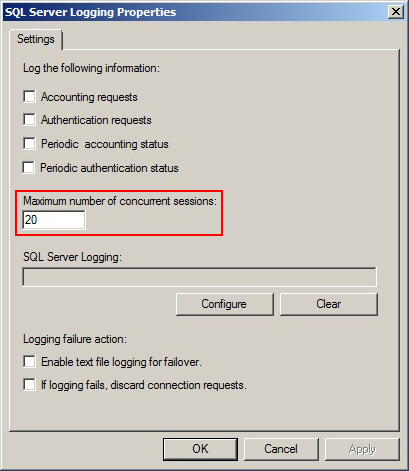 SQL Server Logging Properties
Settings
Log the following information:
Accounting requests
Authentication requests
Periodic accounting status
Periodic authentication status
Maximum number of concurrent sessions:
20
SQL Server Logging:
Configure Clear
Logging failure action:
Enable text file logging for failover.
If logging fails, discard connection requests.
OK Cancel Apply